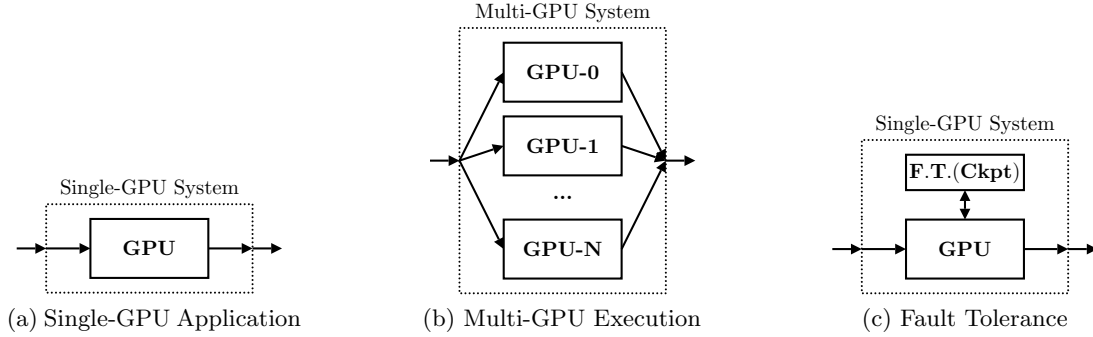 Single-GPU System
GPU
(a) Single-GPU Application
Multi-GPU System
GPU-0
GPU-1
...
GPU-N
(b) Multi-GPU Execution
Single-GPU System
F.T.(Ckpt)
GPU
(c) Fault Tolerance